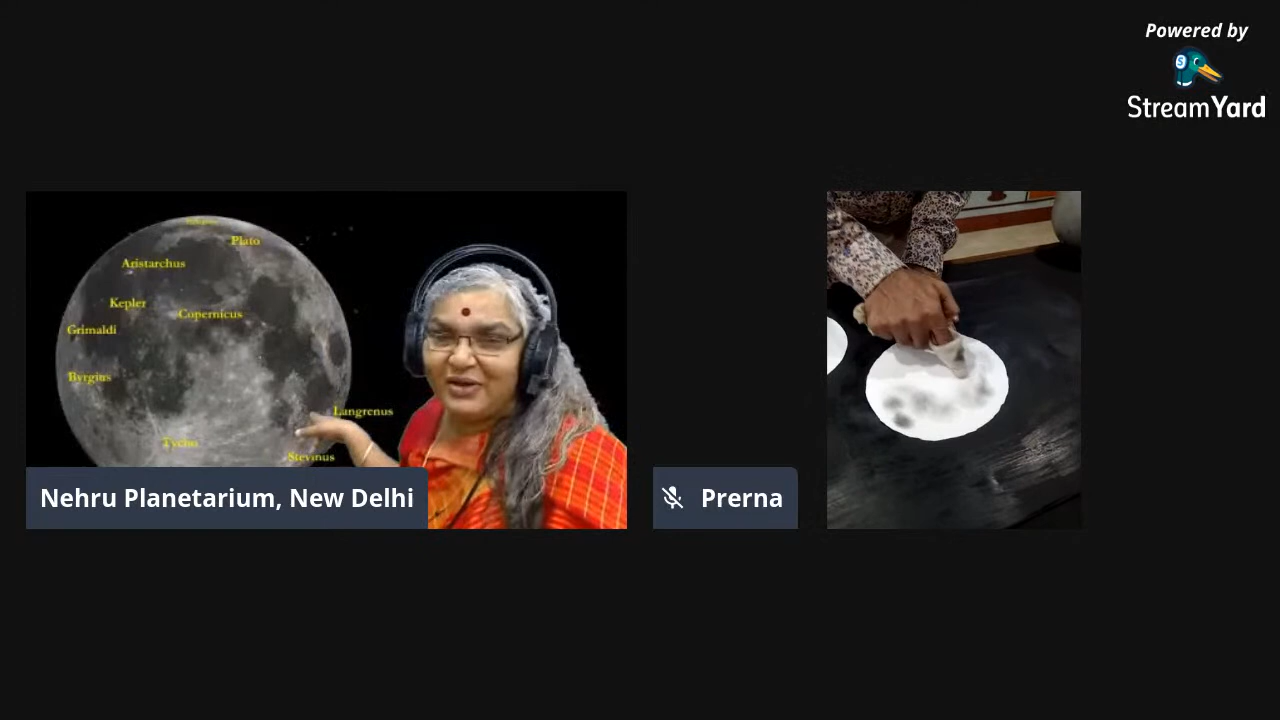 Powered by
StreamYard
Plato
Aristarchus
Kepler
Copernicus
Grimaldi
Byrgius
Langrenus
Tycho
Stevinus
Nehru Planetarium, New Delhi
Prerna